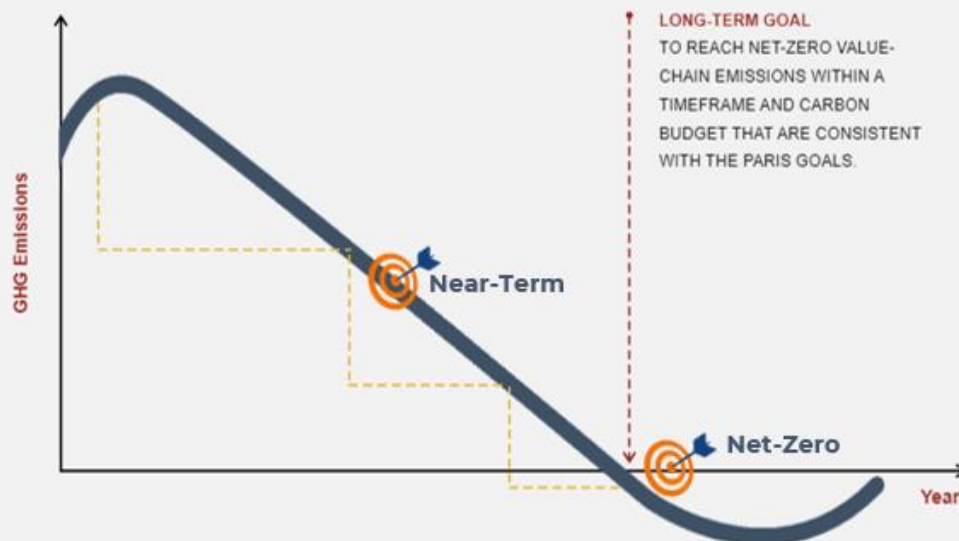 LONG-TERM GOAL
TO REACH NET-ZERO VALUE-
CHAIN EMISSIONS WITHIN A
TIMEFRAME AND CARBON
BUDGET THAT ARE CONSISTENT
WITH THE PARIS GOALS.
GHG Emissions
Near-Term
Net-Zero
Year